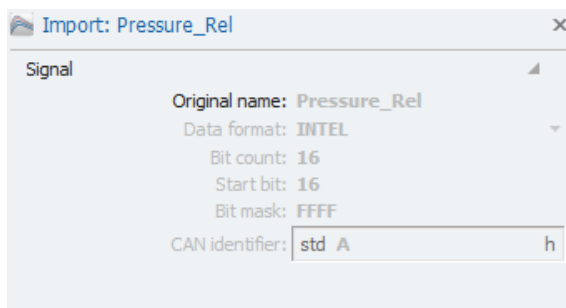 Import: Pressure_Rel
Signal
Original name: Pressure_Rel
Data format: INTEL
Bit count: 16
Start bit: 16
Bit mask: FFFF
CAN identifier: std A h